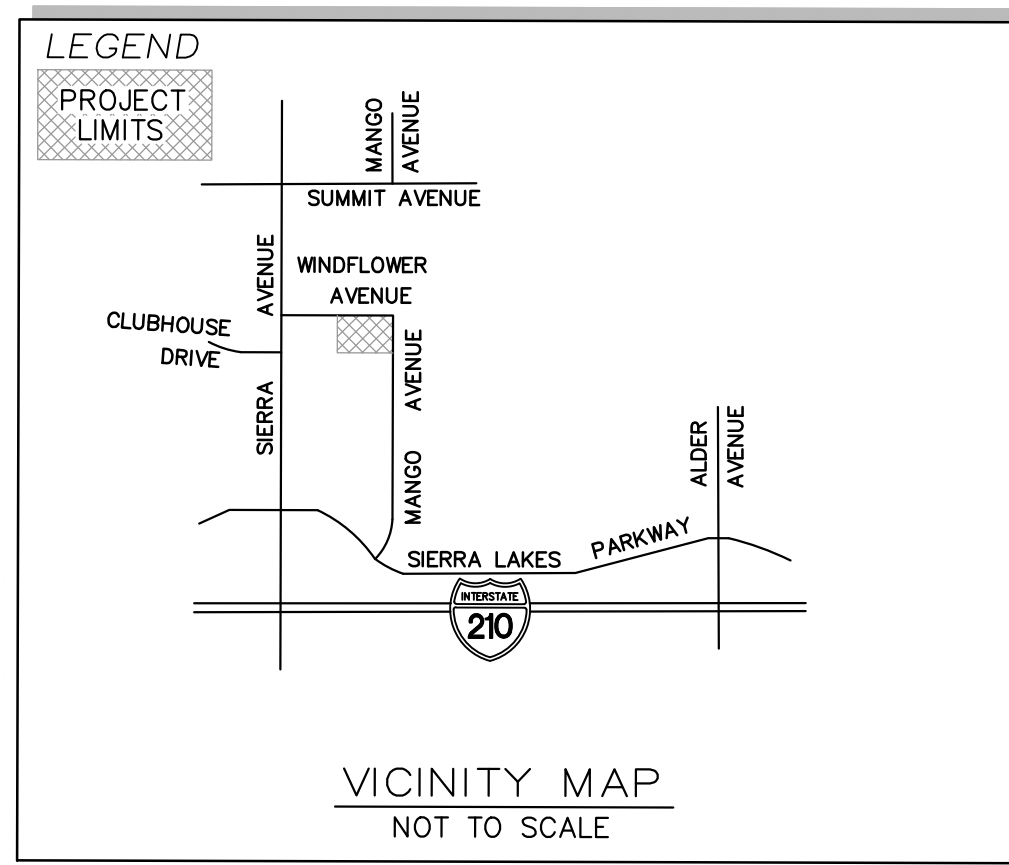 LEGEND
PROJECT
LIMITS
MANGO
AVENUE
SUMMIT AVENUE
SIERRA AVENUE
WINDFLOWER
AVENUE
CLUBHOUSE
DRIVE
MANGO AVENUE
ALDER
AVENUE
SIERRA LAKES PARKWAY
INTERSTATE
210
VICINITY MAP
NOT TO SCALE